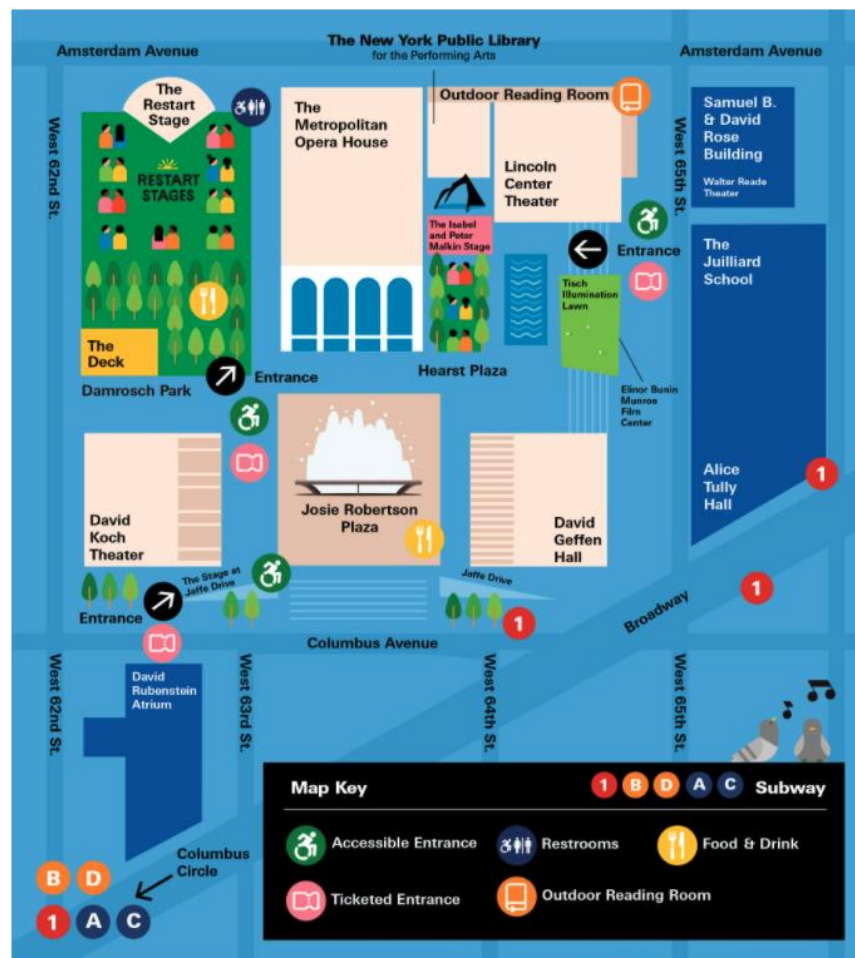 Amsterdam Avenue
The New York Public Library
for the Performing Arts
Amsterdam Avenue
The
Restart
Stage
RESTART
STAGES
The
Metropolitan
Opera House
Outdoor Reading Room
Lincoln
Center
Theater
Samuel B.
& David
Rose
Building
Walter Reade
Theater
West 62nd St.
West 65th St.
The Isabel
and Peter
Malkin Stage
Entrance
Tisch
Illumination
Lawn
The
Juilliard
School
The
Deck
Entrance
Damrosch Park
Hearst Plaza
Elinor Bunin
Munroe
Film
Center
David
Koch
Theater
Josie Robertson
Plaza
David
Geffen
Hall
Alice
Tully
Hall
1
The Stage at
Jaffe Drive
Jaffe Drive
Entrance
1
1
Broadway
Columbus Avenue
West 62nd St.
David
Rubenstein
Atrium
West 63rd St.
West 64th St.
West 65th St.
Map Key
1 B D A C Subway
Accessible Entrance
Restrooms
Food & Drink
Ticketed Entrance
Outdoor Reading Room
Columbus
Circle
B D
1 A C